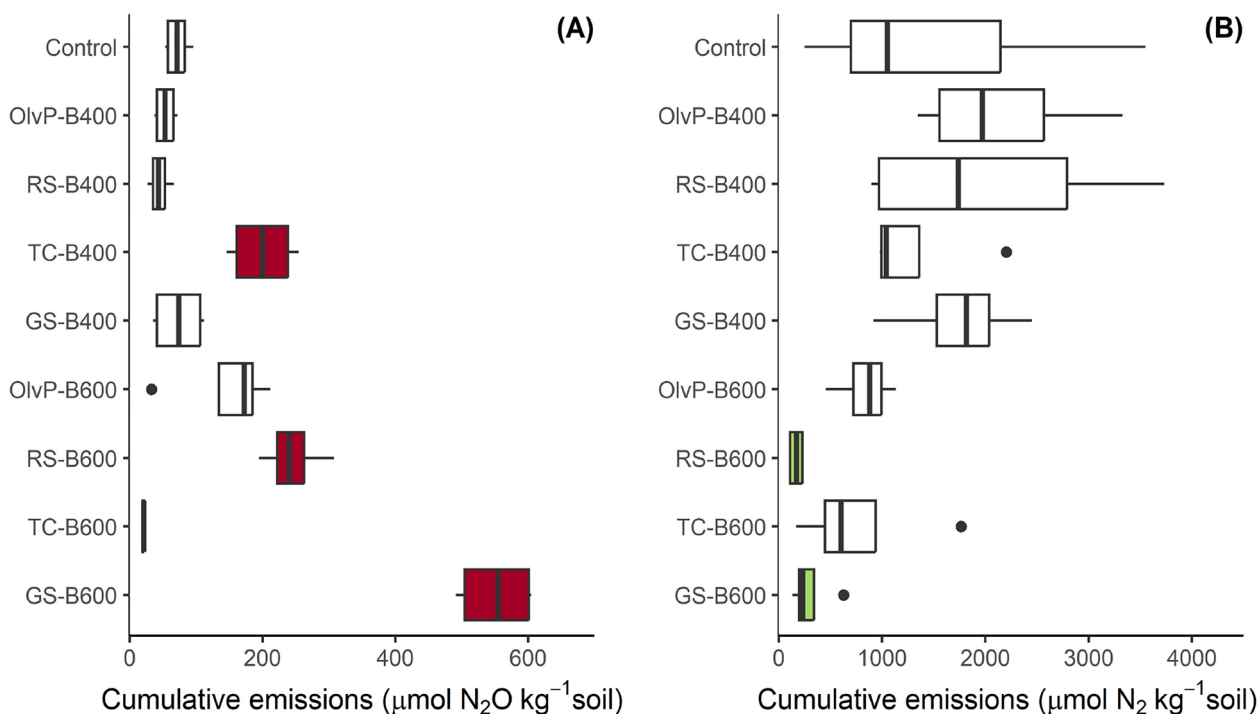 (A)
Control
OlvP-B400
RS-B400
TC-B400
GS-B400
OlvP-B600
RS-B600
TC-B600
GS-B600
0 200 400 600
Cumulative emissions (μmol N₂O kg⁻¹soil)
(B)
Control
OlvP-B400
RS-B400
TC-B400
GS-B400
OlvP-B600
RS-B600
TC-B600
GS-B600
0 1000 2000 3000 4000
Cumulative emissions (μmol N₂ kg⁻¹soil)